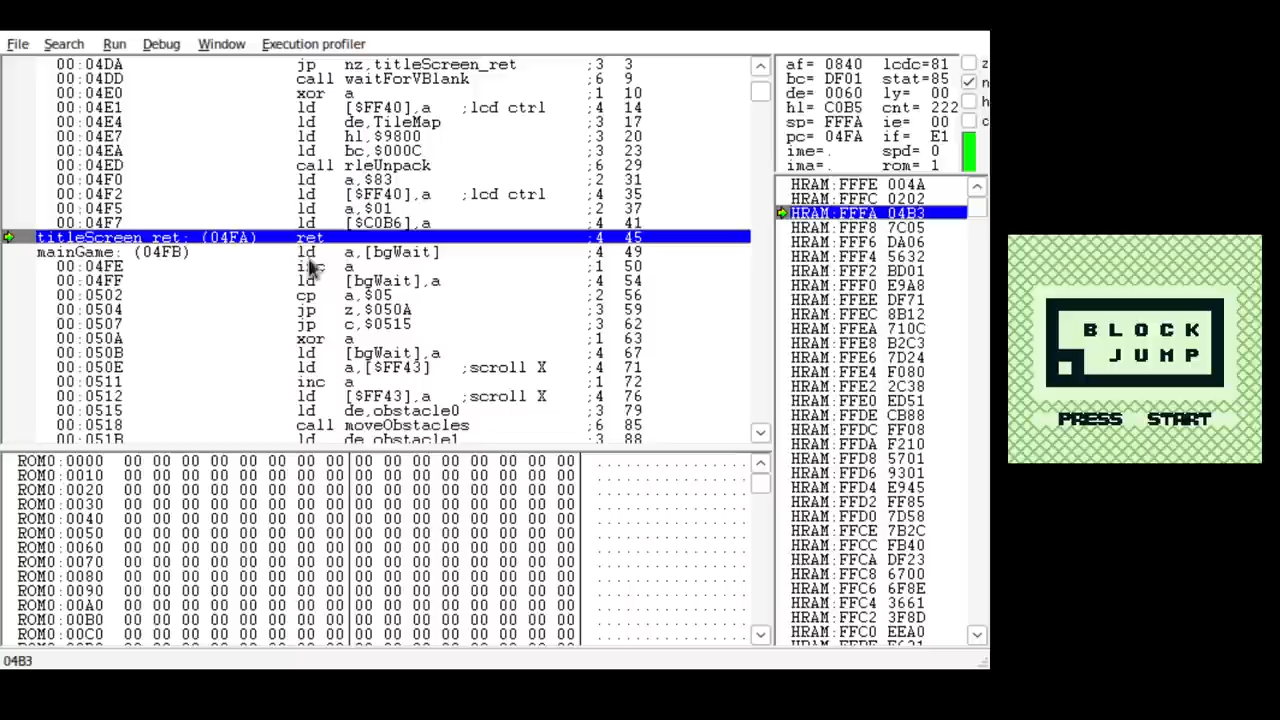 File Search Run Debug Window Execution profiler
00:04DA jp nz,titleScreen_ret ;3 3
00:04DD call waitForVBlank ;6 9
00:04E0 xor a ;1 10
00:04E1 ld [$FF40],a ;lcd ctrl ;4 14
00:04E4 ld de,TileMap ;3 17
00:04E7 ld hl,$9800 ;3 20
00:04EA ld bc,$000C ;3 23
00:04ED call rleUnpack ;6 29
00:04F0 ld a,$83 ;2 31
00:04F2 ld [$FF40],a ;lcd ctrl ;4 35
00:04F5 ld a,$01 ;2 37
00:04F7 ld [$C0B6],a ;4 41
titleScreen_ret: (04FA) ret ;4 45
mainGame: (04FB) ld a,[bgWait] ;4 49
00:04FE inc a ;1 50
00:04FF ld [bgWait],a ;4 54
00:0502 cp a,$05 ;2 56
00:0504 jp z,$050A ;3 59
00:0507 jp c,$0515 ;3 62
00:050A xor a ;1 63
00:050B ld [bgWait],a ;4 67
00:050E ld a,[$FF43] ;scroll X ;4 71
00:0511 inc a ;1 72
00:0512 ld [$FF43],a ;scroll X ;4 76
00:0515 ld de,obstacle0 ;3 79
00:0518 call moveObstacles ;6 85
00:051B ld de,obstacle1 ;3 88
af= 0840 lcdc=81 z
bc= DF01 stat=85 n
de= 0060 ly= 00
hl= C0B5 cnt= 222 h
sp= FFFA ie= 00 c
pc= 04FA if= E1
ime=. spd= 0
ima=. rom= 1
HRAM:FFFE 004A
HRAM:FFFC 0202
HRAM:FFFA 04B3
HRAM:FFF8 7C05
HRAM:FFF6 DA06
HRAM:FFF4 5632
HRAM:FFF2 BD01
HRAM:FFF0 E9A8
HRAM:FFEE DF71
HRAM:FFEC 8B12
HRAM:FFEA 710C
HRAM:FFE8 B2C3
HRAM:FFE6 7D24
HRAM:FFE4 F080
HRAM:FFE2 2C38
HRAM:FFE0 ED51
HRAM:FFDE CB88
HRAM:FFDC FF08
HRAM:FFDA F210
HRAM:FFD8 5701
HRAM:FFD6 9301
HRAM:FFD4 E945
HRAM:FFD2 FF85
HRAM:FFD0 7D58
HRAM:FFCE 7B2C
HRAM:FFCC FB40
HRAM:FFCA DF23
HRAM:FFC8 6700
HRAM:FFC6 6F8E
HRAM:FFC4 3661
HRAM:FFC2 3F8D
HRAM:FFC0 EEA0
ROM0:0000 00 00 00 00 00 00 00 00 00 00 00 00 00 00 00 00 ................
ROM0:0010 00 00 00 00 00 00 00 00 00 00 00 00 00 00 00 00 ................
ROM0:0020 00 00 00 00 00 00 00 00 00 00 00 00 00 00 00 00 ................
ROM0:0030 00 00 00 00 00 00 00 00 00 00 00 00 00 00 00 00 ................
ROM0:0040 00 00 00 00 00 00 00 00 00 00 00 00 00 00 00 00 ................
ROM0:0050 00 00 00 00 00 00 00 00 00 00 00 00 00 00 00 00 ................
ROM0:0060 00 00 00 00 00 00 00 00 00 00 00 00 00 00 00 00 ................
ROM0:0070 00 00 00 00 00 00 00 00 00 00 00 00 00 00 00 00 ................
ROM0:0080 00 00 00 00 00 00 00 00 00 00 00 00 00 00 00 00 ................
ROM0:0090 00 00 00 00 00 00 00 00 00 00 00 00 00 00 00 00 ................
ROM0:00A0 00 00 00 00 00 00 00 00 00 00 00 00 00 00 00 00 ................
ROM0:00B0 00 00 00 00 00 00 00 00 00 00 00 00 00 00 00 00 ................
ROM0:00C0 00 00 00 00 00 00 00 00 00 00 00 00 00 00 00 00 ................
04B3
BLOCK
JUMP
PRESS START